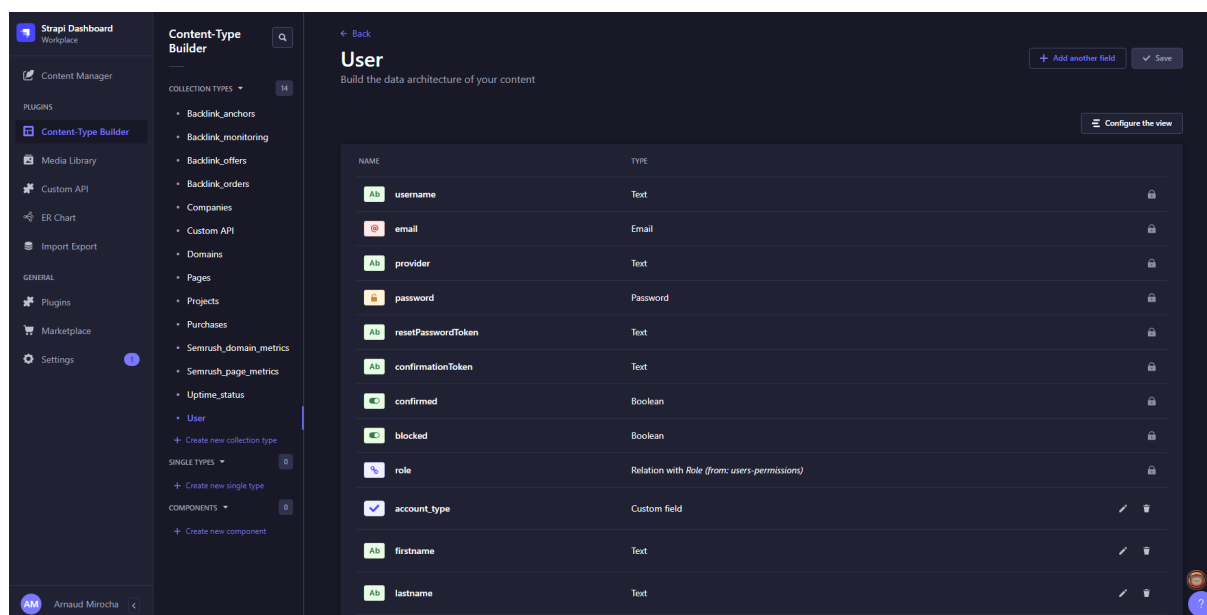 Strapi Dashboard
Workplace
Content Manager
PLUGINS
Content-Type Builder
Media Library
Custom API
ER Chart
Import Export
GENERAL
Plugins
Marketplace
Settings
1
AM
Arnaud Mirocha
Content-Type
Builder
COLLECTION TYPES 14
Backlink_anchors
Backlink_monitoring
Backlink_offers
Backlink_orders
Companies
Custom API
Domains
Pages
Projects
Purchases
Semrush_domain_metrics
Semrush_page_metrics
Uptime_status
User
+ Create new collection type
SINGLE TYPES 0
+ Create new single type
COMPONENTS 0
+ Create new component
← Back
User
Build the data architecture of your content
+ Add another field
Save
Configure the view
NAME TYPE
Ab username Text
@ email Email
Ab provider Text
password Password
Ab resetPasswordToken Text
Ab confirmationToken Text
confirmed Boolean
blocked Boolean
role Relation with Role (from: users-permissions)
account_type Custom field
Ab firstname Text
Ab lastname Text
?